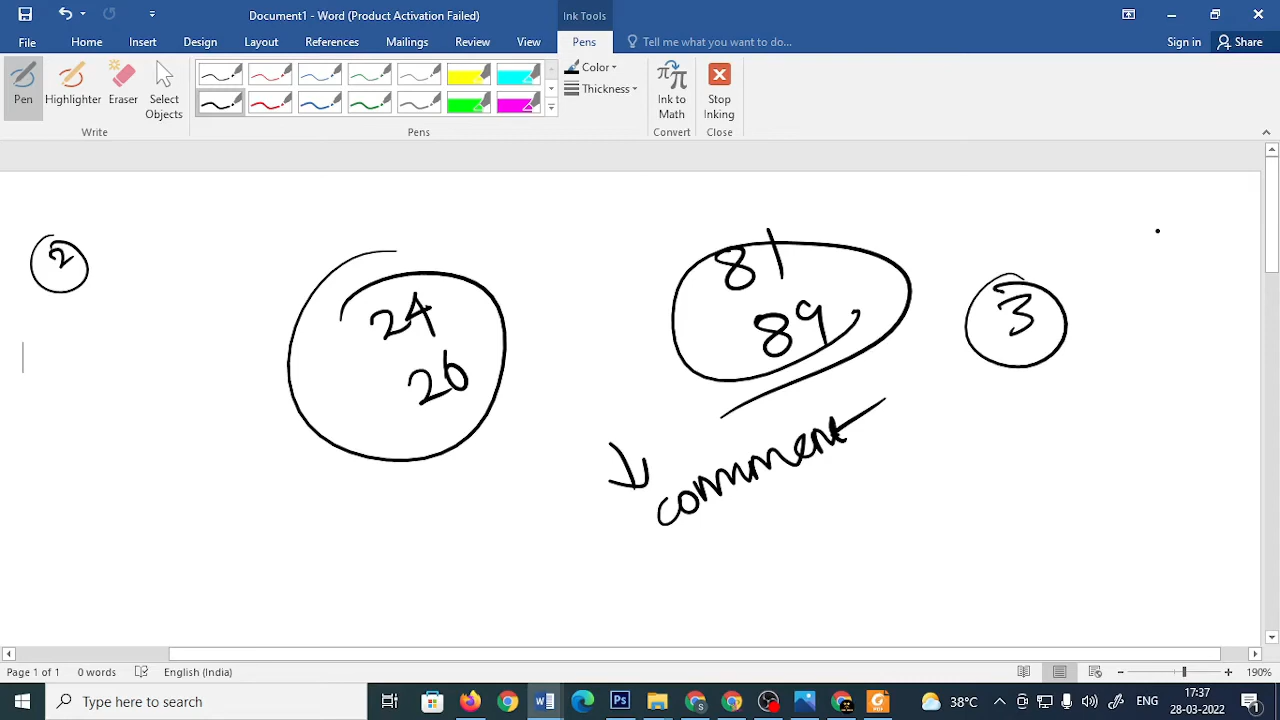 Document1 - Word (Product Activation Failed)
Ink Tools
File Home Insert Design Layout References Mailings Review View Pens Tell me what you want to do... Sign in Share
Pen Highlighter Eraser Select Objects
Color
Thickness
Ink to Math
Stop Inking
Write Pens Convert Close
2
24
26
81
89
3
comment
Page 1 of 1 0 words English (India) 190%
Type here to search
38°C ENG
17:37
28-03-2022